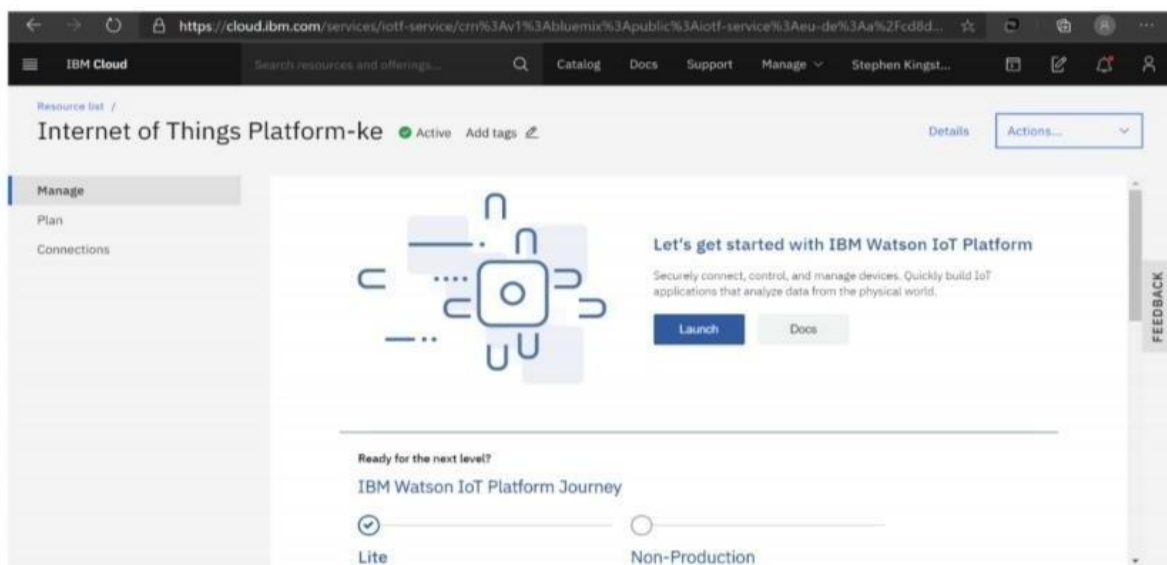 https://cloud.ibm.com/services/iotf-service/crn%3Av1%3Abluemix%3Apublic%3Aiotf-service%3Aeu-de%3Aa%2Fcd8d...
IBM Cloud
Search resources and offerings...
Catalog
Docs
Support
Manage
Stephen Kingst...
Resource list /
Internet of Things Platform-ke
Active
Add tags
Details
Actions...
Manage
Plan
Connections
Let's get started with IBM Watson IoT Platform
Securely connect, control, and manage devices. Quickly build IoT
applications that analyze data from the physical world.
Launch
Docs
FEEDBACK
Ready for the next level?
IBM Watson IoT Platform Journey
Lite
Non-Production